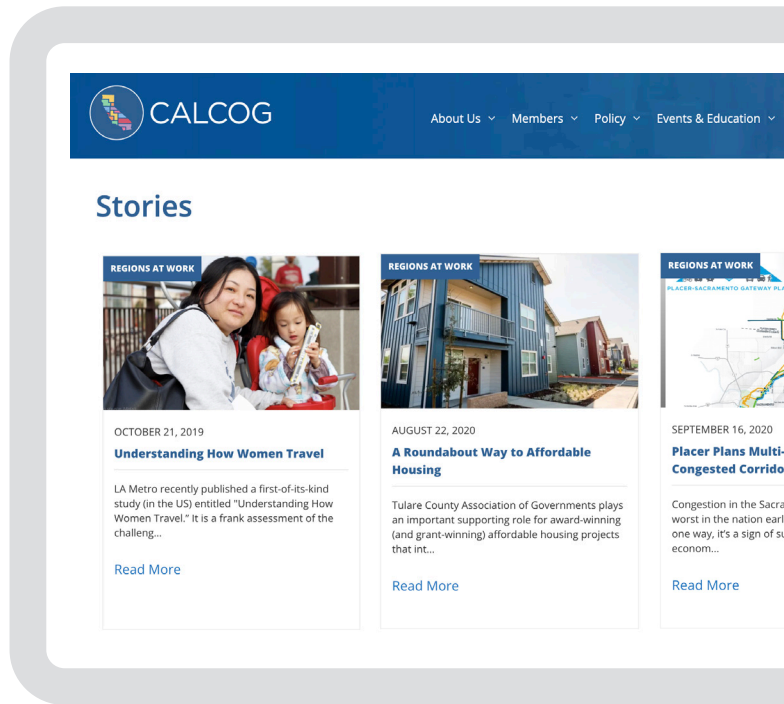 CALCOG
About Us Members Policy Events & Education
Stories
REGIONS AT WORK
OCTOBER 21, 2019
Understanding How Women Travel
LA Metro recently published a first-of-its-kind
study (in the US) entitled "Understanding How
Women Travel." It is a frank assessment of the
challeng...
Read More
REGIONS AT WORK
AUGUST 22, 2020
A Roundabout Way to Affordable
Housing
Tulare County Association of Governments plays
an important supporting role for award-winning
(and grant-winning) affordable housing projects
that int...
Read More
REGIONS AT WORK
PLACER-SACRAMENTO GATEWAY PLA
SEPTEMBER 16, 2020
Placer Plans Multi-
Congested Corrido
Congestion in the Sacra
worst in the nation earl
one way, it's a sign of su
econom...
Read More